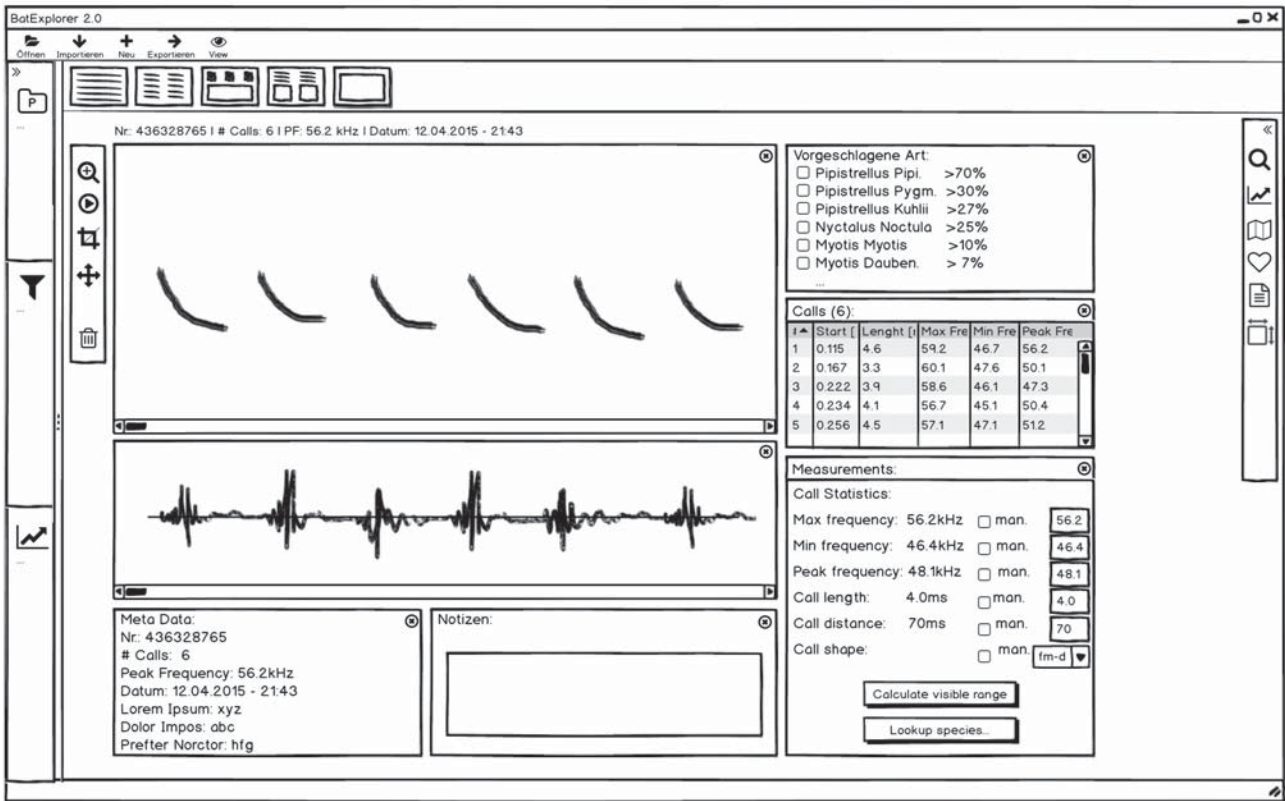 BatExplorer 2.0
Öffnen Importieren Neu Exportieren View
P
...
...
...
Nr: 436328765 I # Calls: 6 I PF: 56.2 kHz I Datum: 12.04.2015 - 21:43
Vorgeschlagene Art:
Pipistrellus Pipi. >70%
Pipistrellus Pygm. >30%
Pipistrellus Kuhlii >27%
Nyctalus Noctula >25%
Myotis Myotis >10%
Myotis Dauben. > 7%
...
Calls (6):
Start [ Lenght [ Max Fre Min Fre Peak Fre
1 0.115 4.6 59.2 46.7 56.2
2 0.167 3.3 60.1 47.6 50.1
3 0.222 3.9 58.6 46.1 47.3
4 0.234 4.1 56.7 45.1 50.4
5 0.256 4.5 57.1 47.1 51.2
Measurements:
Call Statistics:
Max frequency: 56.2kHz man. 56.2
Min frequency: 46.4kHz man. 46.4
Peak frequency: 48.1kHz man. 48.1
Call length: 4.0ms man. 4.0
Call distance: 70ms man. 70
Call shape: man. fm-d
Calculate visible range
Lookup species...
Meta Data:
Nr.: 436328765
# Calls: 6
Peak Frequency: 56.2kHz
Datum: 12.04.2015 - 21:43
Lorem Ipsum: xyz
Dolor Impos: abc
Prefter Norctor: hfg
Notizen: